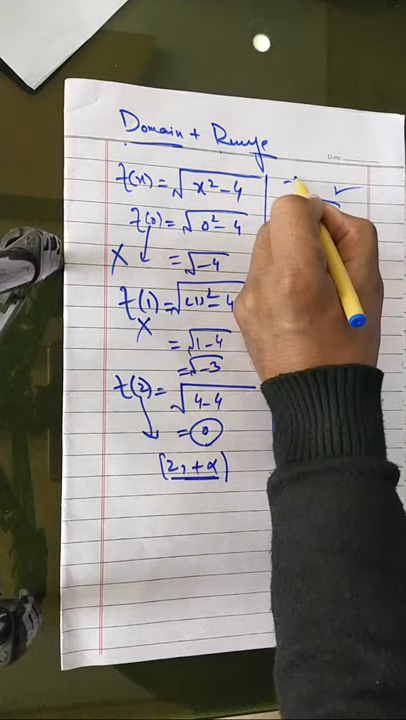 Domain + Range
Date
f(x) = √x² - 4
f(0) = √0² - 4
X = √-4
f(1) = √(1)² - 4
X = √1-4
= √-3
f(2) = √4-4
= 0
[2, +α)